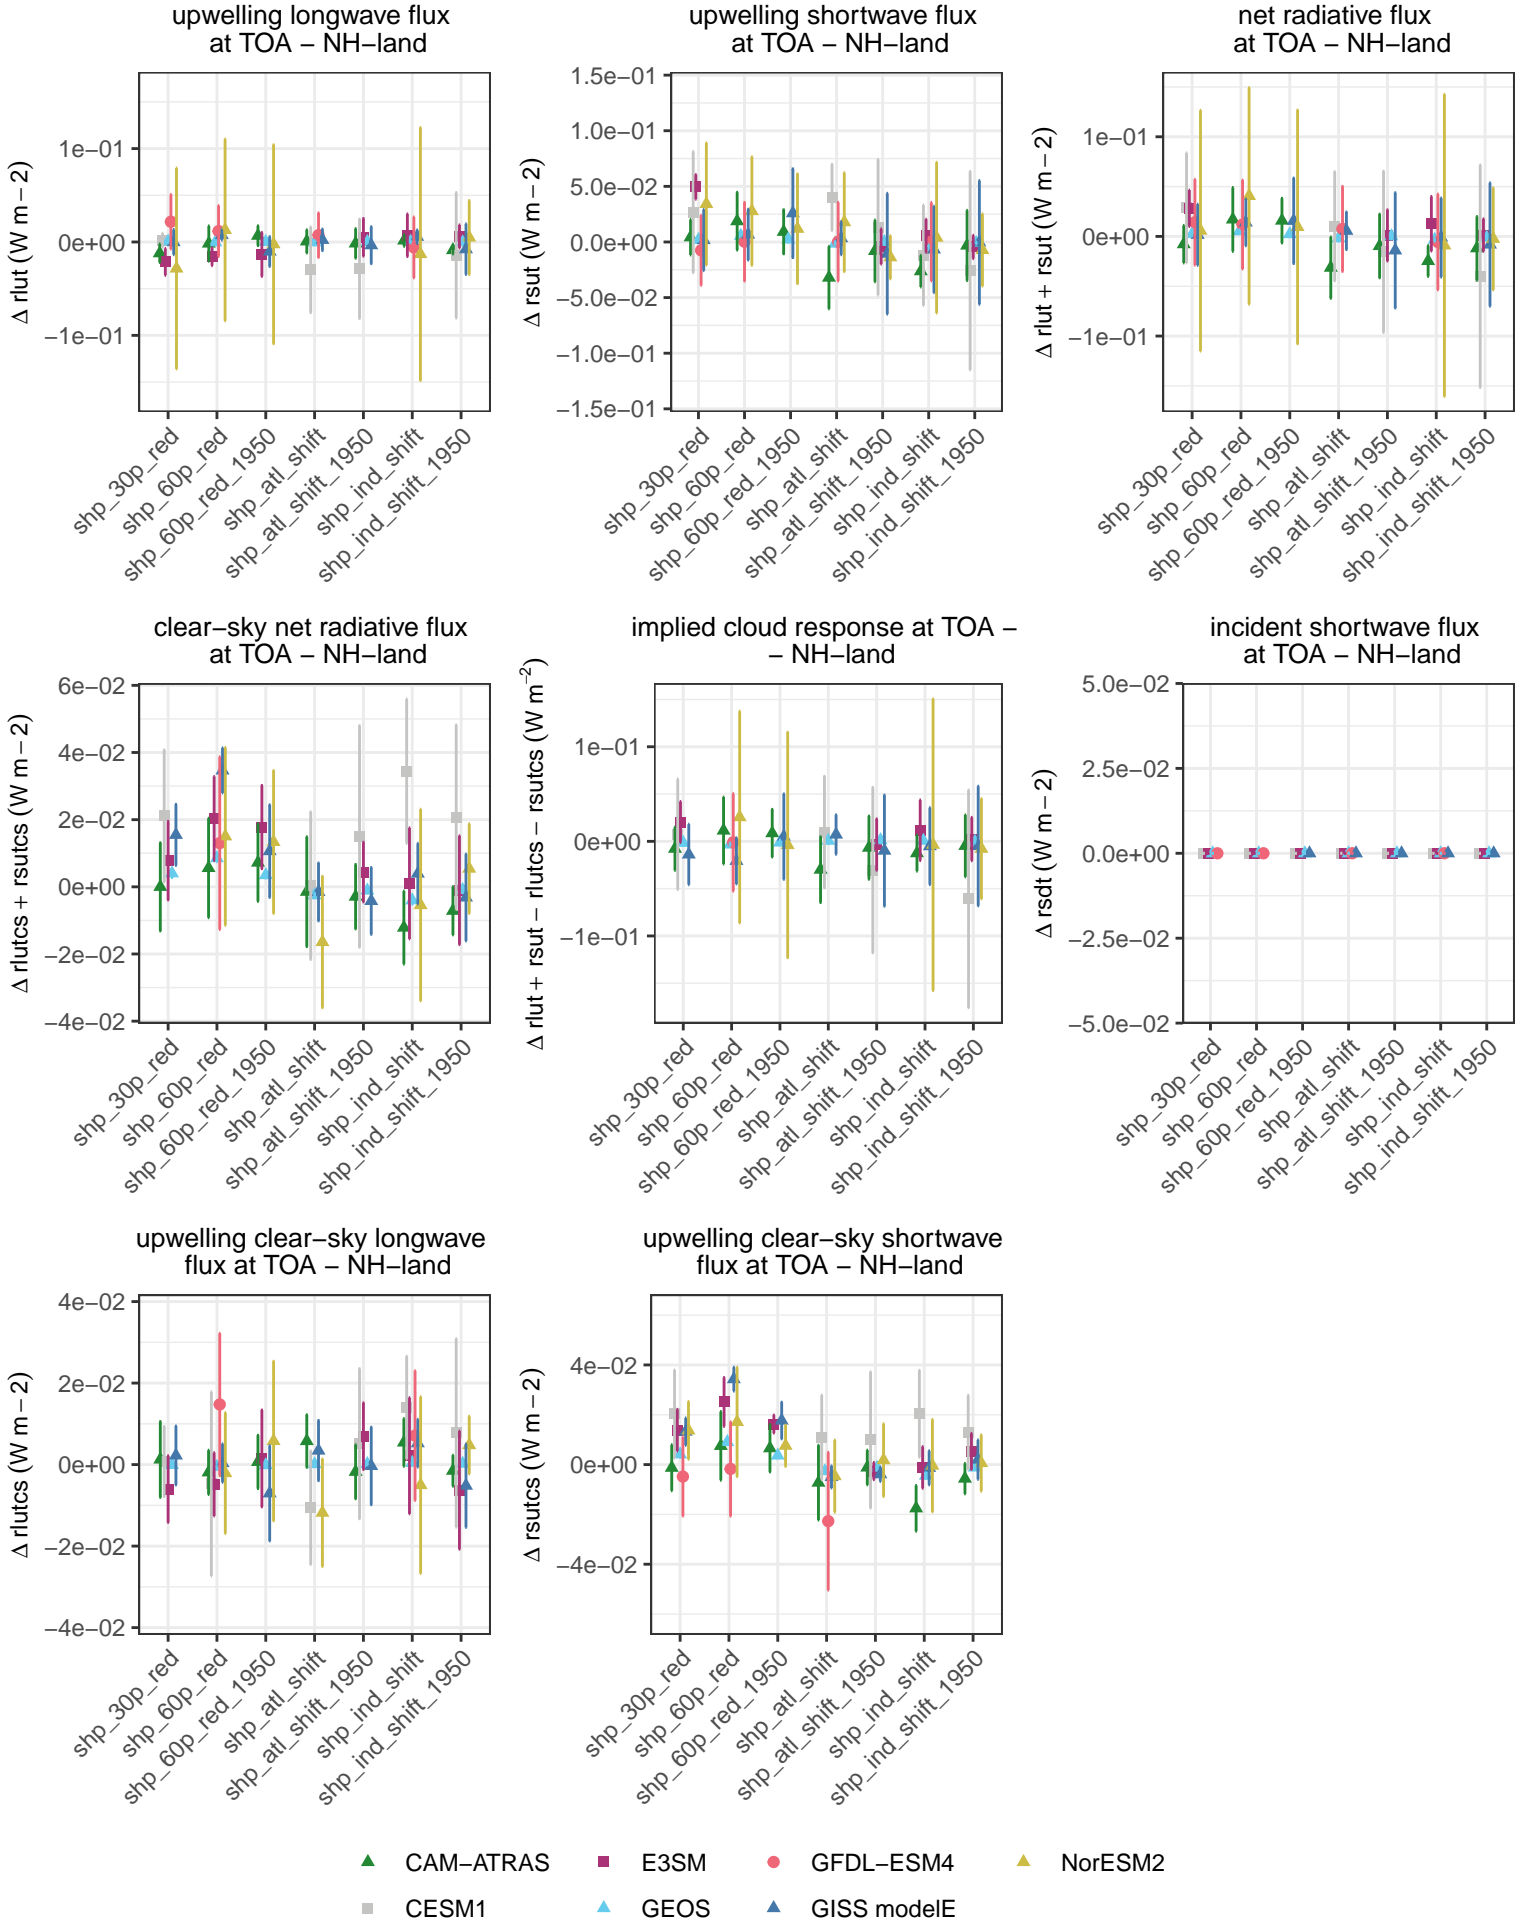 upwelling longwave flux
at TOA − NH−land
Δ rlut (W m − 2)
1e−01
0e+00
−1e−01
shp_30p_red
shp_60p_red
shp_60p_red_1950
shp_atl_shift
shp_atl_shift_1950
shp_ind_shift
shp_ind_shift_1950
upwelling shortwave flux
at TOA − NH−land
Δ rsut (W m − 2)
1.5e−01
1.0e−01
5.0e−02
0e+00
−5.0e−02
−1.0e−01
−1.5e−01
shp_30p_red
shp_60p_red
shp_60p_red_1950
shp_atl_shift
shp_atl_shift_1950
shp_ind_shift
shp_ind_shift_1950
net radiative flux
at TOA − NH−land
Δ rlut + rsut (W m − 2)
1e−01
0e+00
−1e−01
shp_30p_red
shp_60p_red
shp_60p_red_1950
shp_atl_shift
shp_atl_shift_1950
shp_ind_shift
shp_ind_shift_1950
clear−sky net radiative flux
at TOA − NH−land
Δ rlutcs + rsutcs (W m − 2)
6e−02
4e−02
2e−02
0e+00
−2e−02
−4e−02
shp_30p_red
shp_60p_red
shp_60p_red_1950
shp_atl_shift
shp_atl_shift_1950
shp_ind_shift
shp_ind_shift_1950
implied cloud response at TOA −
− NH−land
Δ rlut + rsut − rlutcs − rsutcs (W m−2)
1e−01
0e+00
−1e−01
shp_30p_red
shp_60p_red
shp_60p_red_1950
shp_atl_shift
shp_atl_shift_1950
shp_ind_shift
shp_ind_shift_1950
incident shortwave flux
at TOA − NH−land
Δ rsdt (W m − 2)
5.0e−02
2.5e−02
0.0e+00
−2.5e−02
−5.0e−02
shp_30p_red
shp_60p_red
shp_60p_red_1950
shp_atl_shift
shp_atl_shift_1950
shp_ind_shift
shp_ind_shift_1950
upwelling clear−sky longwave
flux at TOA − NH−land
Δ rlutcs (W m − 2)
4e−02
2e−02
0e+00
−2e−02
−4e−02
shp_30p_red
shp_60p_red
shp_60p_red_1950
shp_atl_shift
shp_atl_shift_1950
shp_ind_shift
shp_ind_shift_1950
upwelling clear−sky shortwave
flux at TOA − NH−land
Δ rsutcs (W m − 2)
4e−02
0e+00
−4e−02
shp_30p_red
shp_60p_red
shp_60p_red_1950
shp_atl_shift
shp_atl_shift_1950
shp_ind_shift
shp_ind_shift_1950
CAM−ATRAS
E3SM
GFDL−ESM4
NorESM2
CESM1
GEOS
GISS modelE